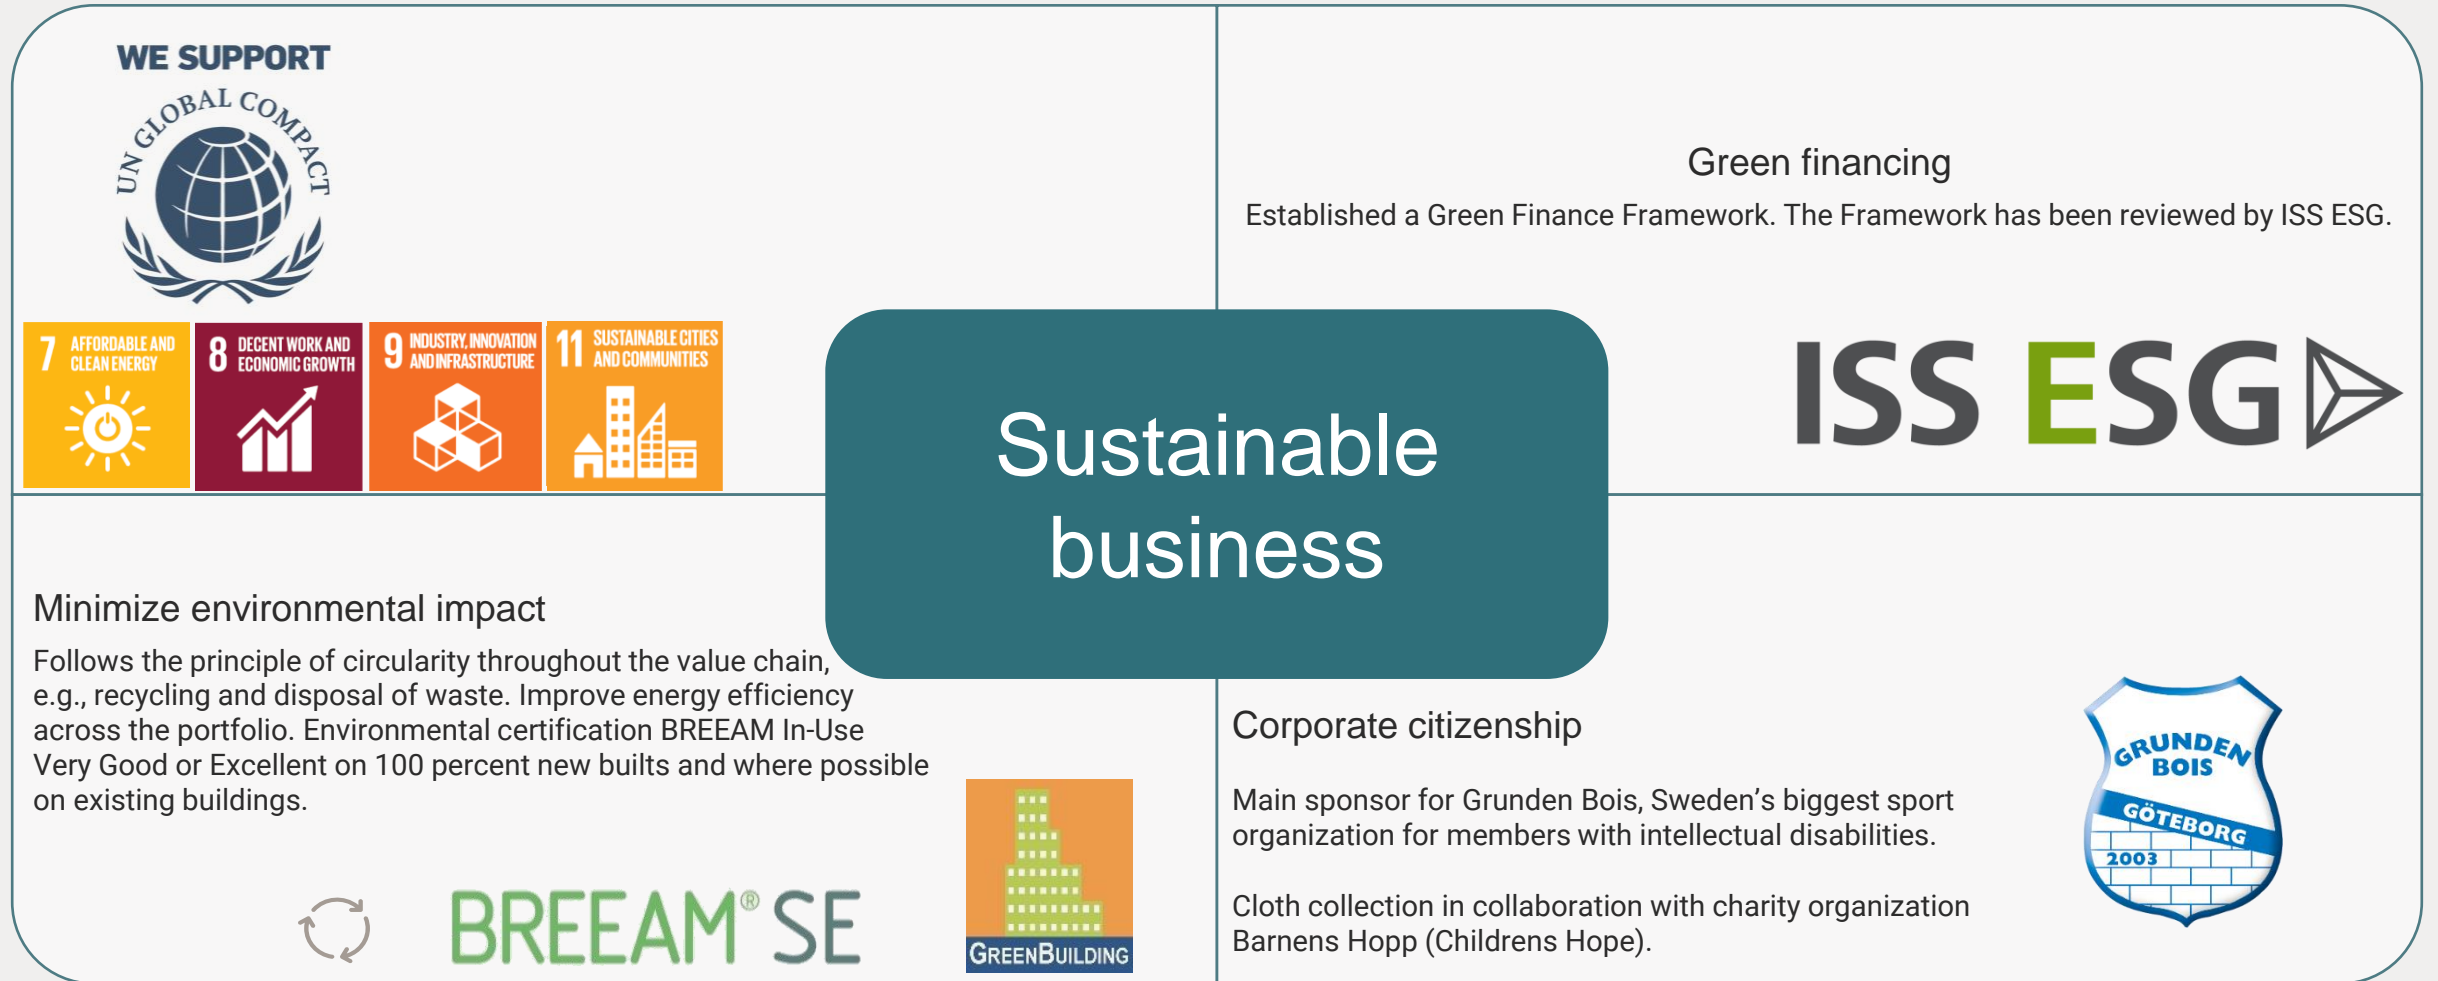 WE SUPPORT
UN GLOBAL COMPACT
7 AFFORDABLE AND
CLEAN ENERGY
8 DECENT WORK AND
ECONOMIC GROWTH
9 INDUSTRY, INNOVATION
AND INFRASTRUCTURE
11 SUSTAINABLE CITIES
AND COMMUNITIES
Green financing
Established a Green Finance Framework. The Framework has been reviewed by ISS ESG.
ISS ESG
Sustainable
business
Minimize environmental impact
Follows the principle of circularity throughout the value chain,
e.g., recycling and disposal of waste. Improve energy efficiency
across the portfolio. Environmental certification BREEAM In-Use
Very Good or Excellent on 100 percent new builts and where possible
on existing buildings.
BREEAM® SE
GREENBUILDING
Corporate citizenship
Main sponsor for Grunden Bois, Sweden’s biggest sport
organization for members with intellectual disabilities.
Cloth collection in collaboration with charity organization
Barnens Hopp (Childrens Hope).
GRUNDEN
BOIS
GÖTEBORG
2003